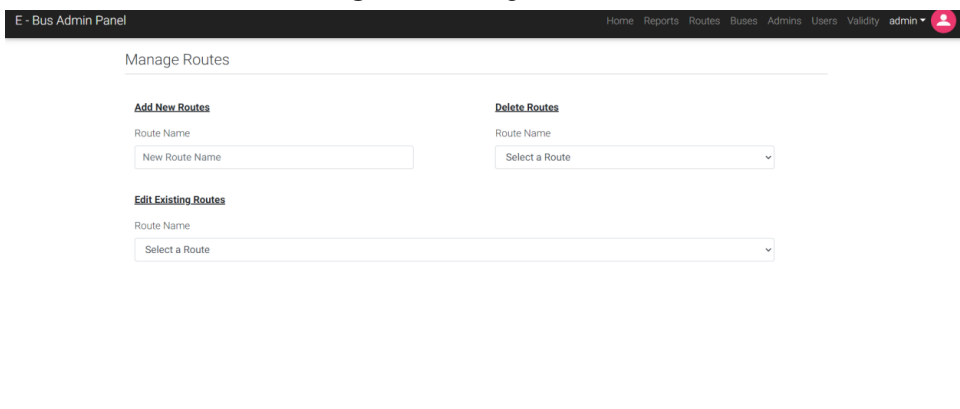 E - Bus Admin Panel Home Reports Routes Buses Admins Users Validity admin
Manage Routes
Add New Routes Delete Routes
Route Name Route Name
New Route Name Select a Route
Edit Existing Routes
Route Name
Select a Route